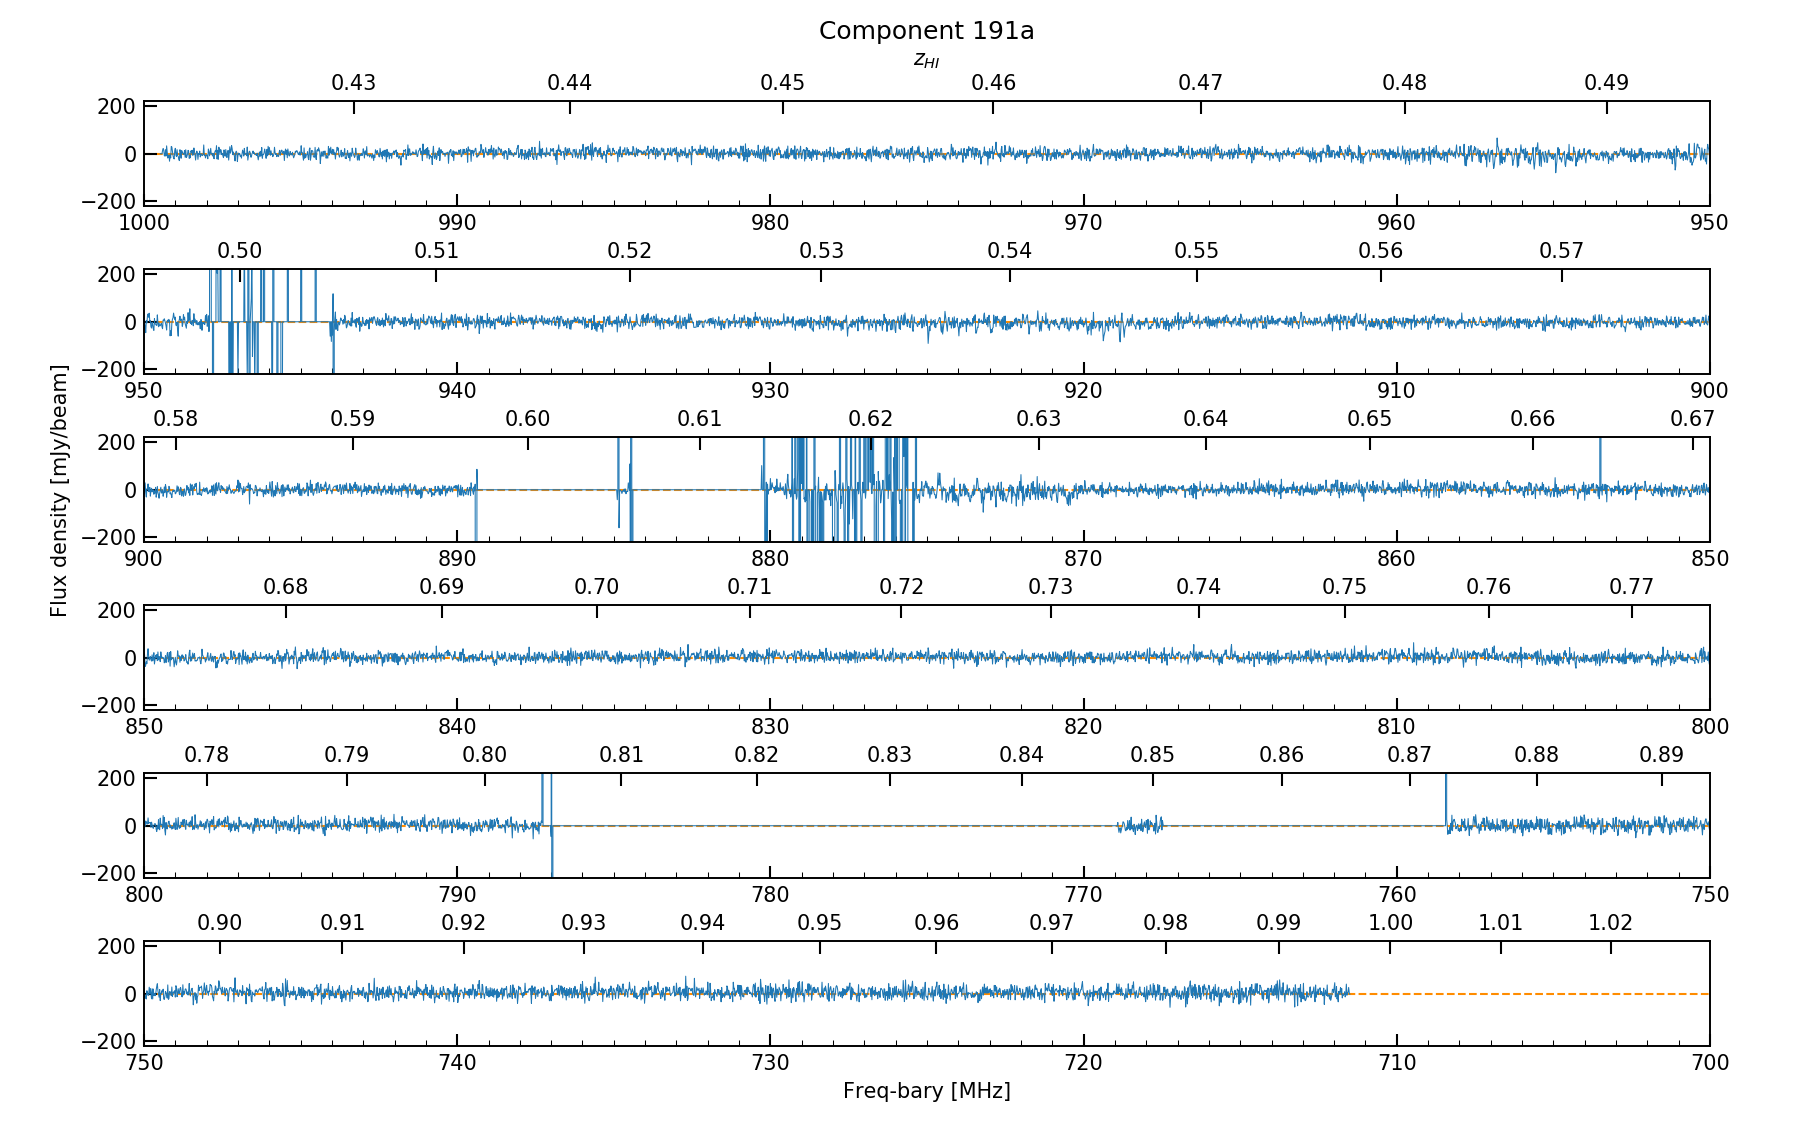 Component 191a
z_HI
0.43 0.44 0.45 0.46 0.47 0.48 0.49
200
0
−200
1000 990 980 970 960 950
0.50 0.51 0.52 0.53 0.54 0.55 0.56 0.57
200
0
−200
950 940 930 920 910 900
0.58 0.59 0.60 0.61 0.62 0.63 0.64 0.65 0.66 0.67
200
0
−200
900 890 880 870 860 850
Flux density [mJy/beam]
0.68 0.69 0.70 0.71 0.72 0.73 0.74 0.75 0.76 0.77
200
0
−200
850 840 830 820 810 800
0.78 0.79 0.80 0.81 0.82 0.83 0.84 0.85 0.86 0.87 0.88 0.89
200
0
−200
800 790 780 770 760 750
0.90 0.91 0.92 0.93 0.94 0.95 0.96 0.97 0.98 0.99 1.00 1.01 1.02
200
0
−200
750 740 730 720 710 700
Freq-bary [MHz]